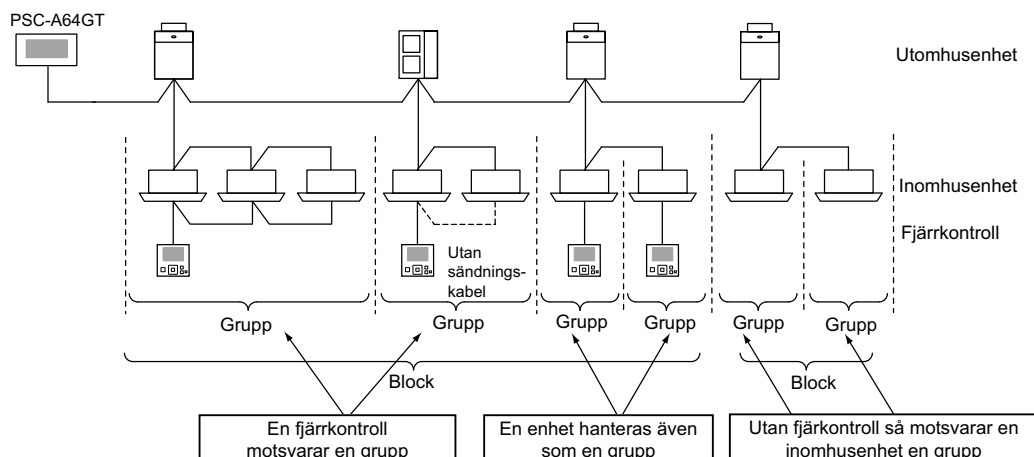 PSC-A64GT
Utomhusenhet
Inomhusenhet
Fjärrkontroll
Utan
sändnings-
kabel
Grupp
Grupp
Grupp
Grupp
Grupp
Grupp
Block
Block
En fjärrkontroll
motsvarar en grupp
En enhet hanteras även
som en grupp
Utan fjärkontroll så motsvarar en
inomhusenhet en grupp